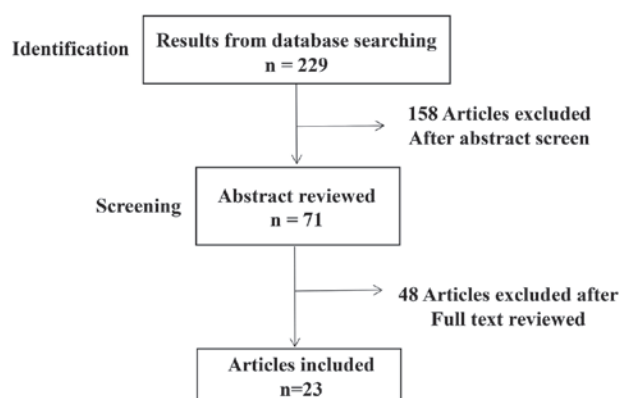 Identification
Results from database searching
n = 229
158 Articles excluded
After abstract screen
Screening
Abstract reviewed
n = 71
48 Articles excluded after
Full text reviewed
Articles included
n=23